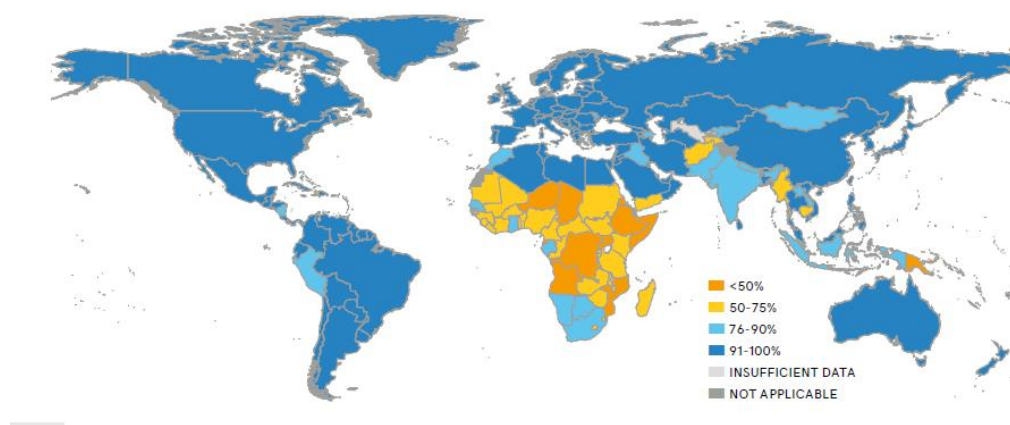 <50%
50-75%
76-90%
91-100%
INSUFFICIENT DATA
NOT APPLICABLE